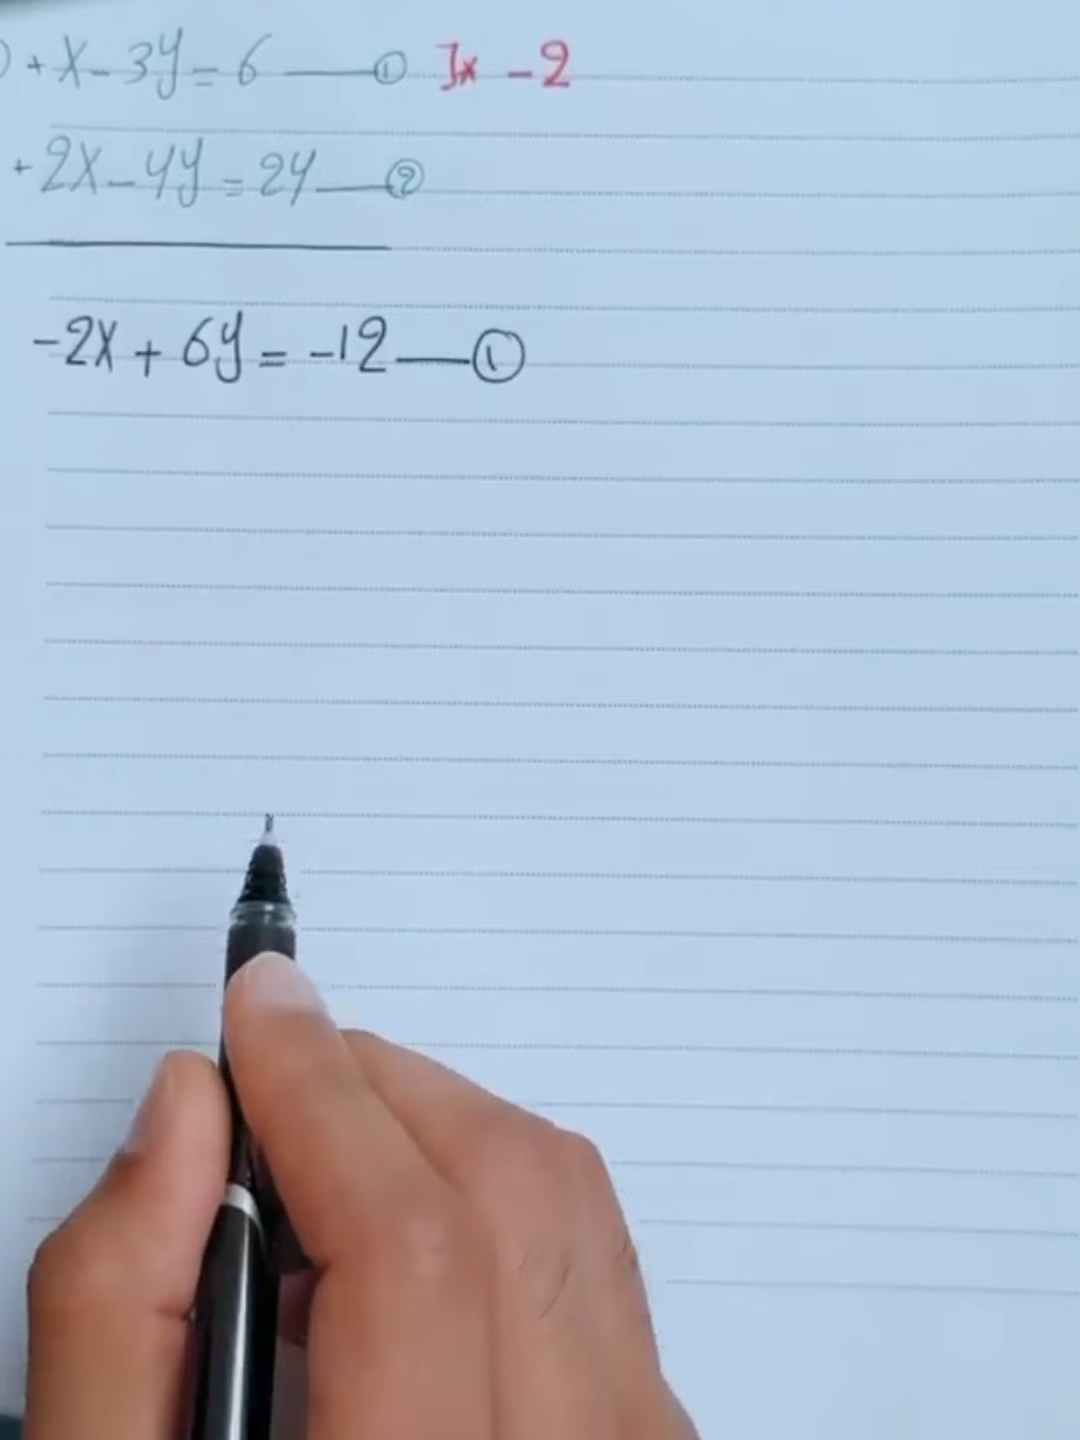 ) +x - 3y = 6 —— ① ]x -2
+2x - 4y = 24 —— ②
-2x + 6y = -12 —— ①